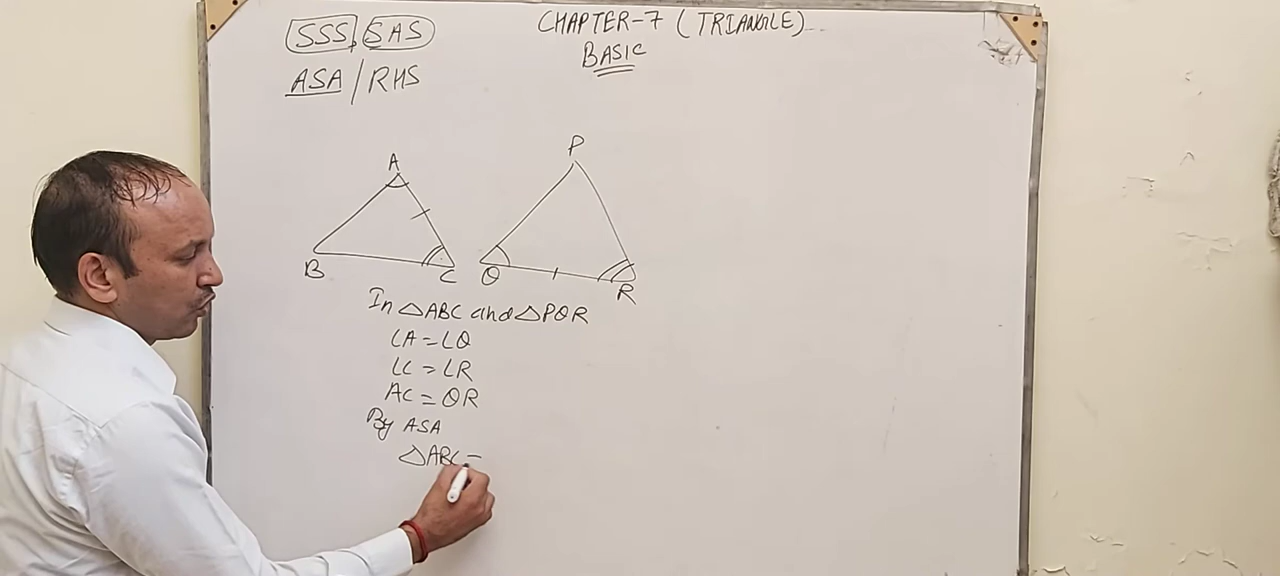 SSS, SAS
ASA / RHS
CHAPTER-7 (TRIANGLE)
BASIC
A
B
C
P
Q
R
In △ABC and △PQR
∠A = ∠Q
∠C = ∠R
AC = QR
By ASA
△ABC =